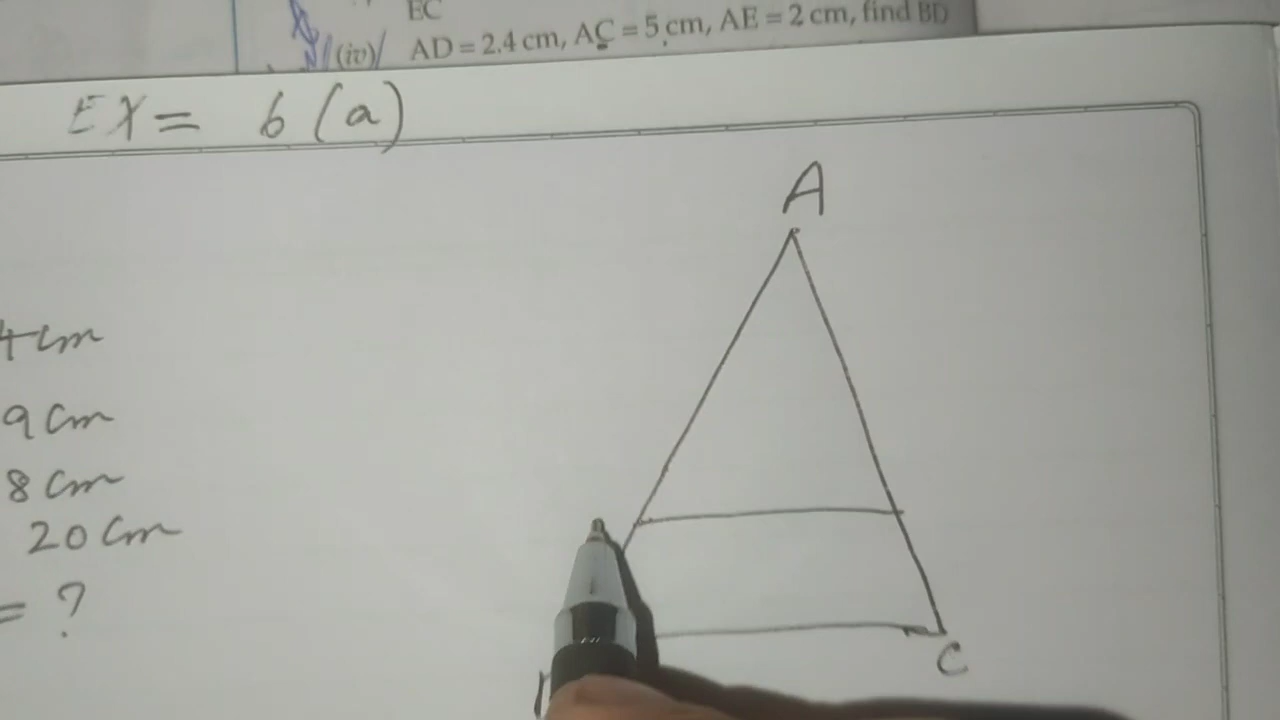 EC
(iv) AD = 2.4 cm, AC = 5 cm, AE = 2 cm, find BD
EX = 6 (a)
A
4 cm
9 cm
8 cm
20 cm
= ?
C